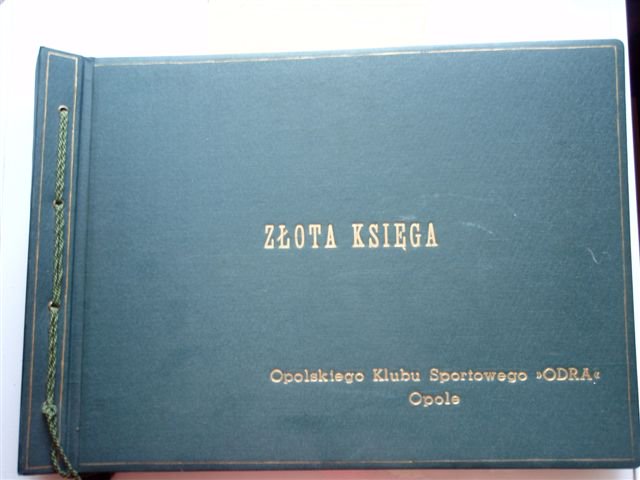 ZŁOTA KSIĘGA
Opolskiego Klubu Sportowego »ODRA«
Opole